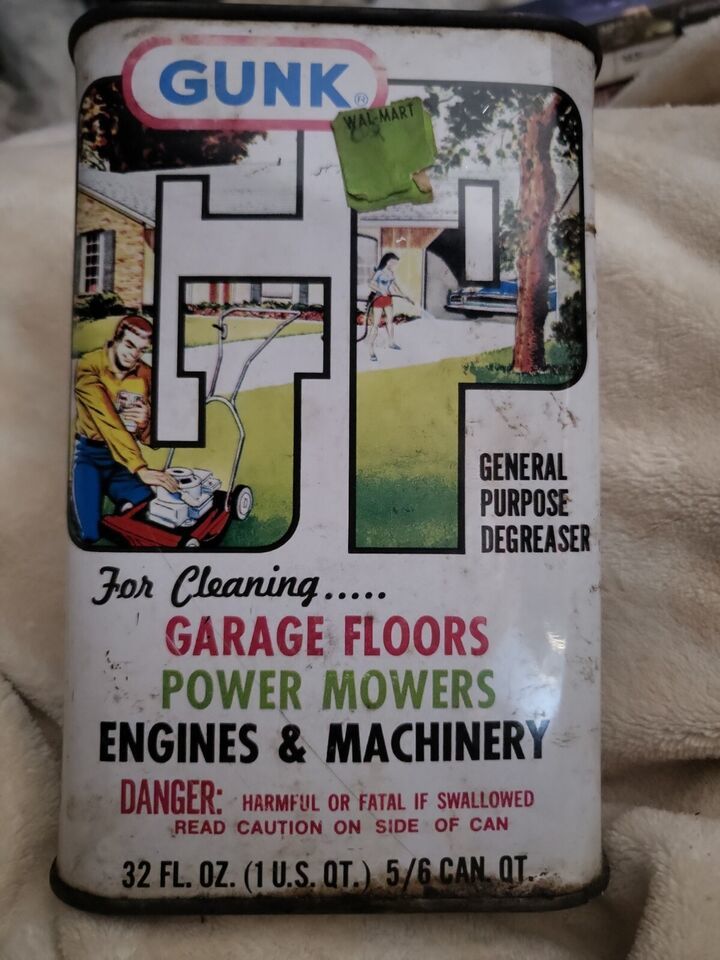 GUNK®
WAL-MART
GP
GENERAL
PURPOSE
DEGREASER
For Cleaning.....
GARAGE FLOORS
POWER MOWERS
ENGINES & MACHINERY
DANGER: HARMFUL OR FATAL IF SWALLOWED
READ CAUTION ON SIDE OF CAN
32 FL. OZ. (1 U.S. QT.) 5/6 CAN. QT.